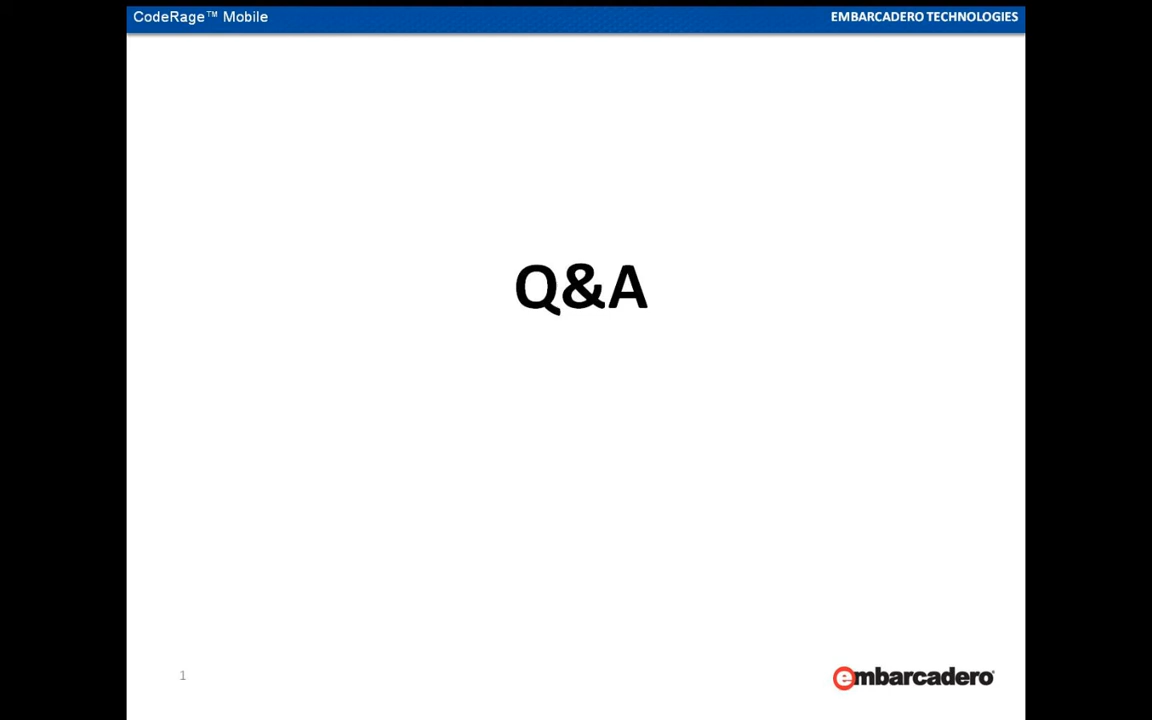 CodeRage™ Mobile
EMBARCADERO TECHNOLOGIES
Q&A
1
embarcadero